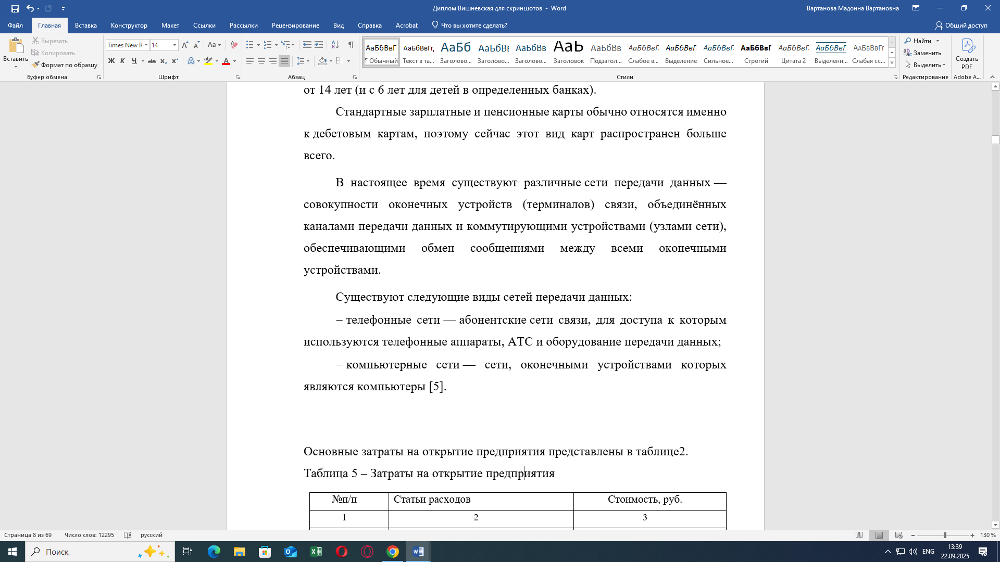 Диплом Вишневская для скриншотов - Word
Вартанова Мадонна Вартановна
Файл Главная Вставка Конструктор Макет Ссылки Рассылки Рецензирование Вид Справка Acrobat Что вы хотите сделать? Общий доступ
Вставить
Вырезать
Копировать
Формат по образцу
Буфер обмена
Times New R 14
Шрифт
Абзац
АаБбВвГ АаБбВвГг, АаБб АаБбВ АаБбВв АаЬ АаБбВв АаБбВвГ АаБбВвГ АаБбВвГ АаБбВвГ АаБбВвГ АаБбВвГ АаБбВвГг
¶ Обычный Текст в та... Заголово... Заголово... Заголово... Заголовок Подзагол... Слабое в... Выделение Сильное... Строгий Цитата 2 Выделенн... Слабая сс...
Стили
Найти
Заменить
Выделить
Редактирование
Создать
PDF
Adobe A...
от 14 лет (и с 6 лет для детей в определенных банках).
Стандартные зарплатные и пенсионные карты обычно относятся именно
к дебетовым картам, поэтому сейчас этот вид карт распространен больше
всего.
В настоящее время существуют различные сети передачи данных —
совокупности оконечных устройств (терминалов) связи, объединённых
каналами передачи данных и коммутирующими устройствами (узлами сети),
обеспечивающими обмен сообщениями между всеми оконечными
устройствами.
Существуют следующие виды сетей передачи данных:
– телефонные сети — абонентские сети связи, для доступа к которым
используются телефонные аппараты, АТС и оборудование передачи данных;
– компьютерные сети — сети, оконечными устройствами которых
являются компьютеры [5].
Основные затраты на открытие предприятия представлены в таблице2.
Таблица 5 – Затраты на открытие предприятия
№п/п Статьи расходов Стоимость, руб.
1 2 3
Страница 8 из 69 Число слов: 12295 русский 130 %
Поиск
ENG
13:39
22.09.2025